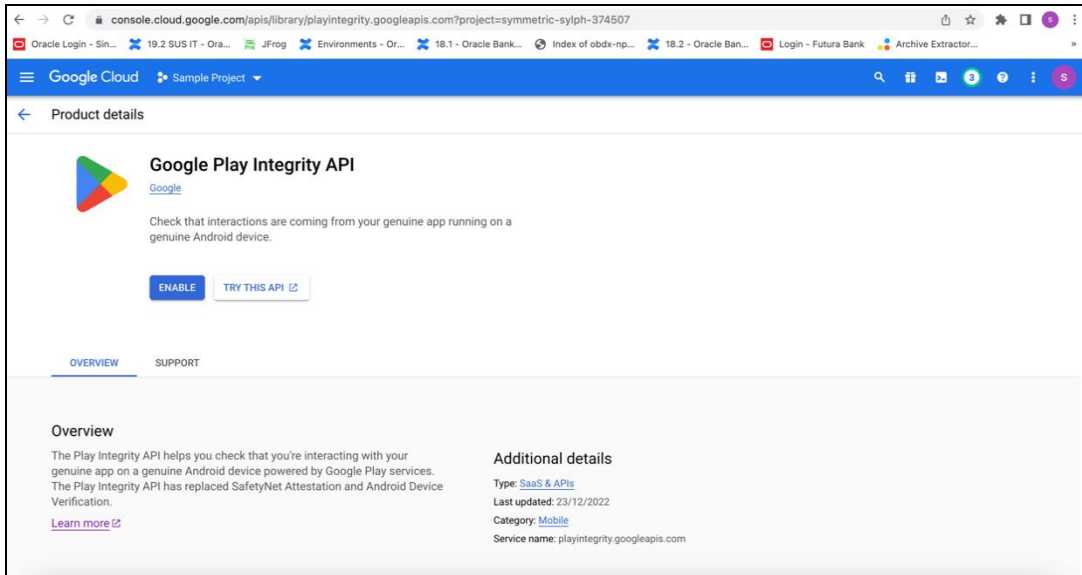 console.cloud.google.com/apis/library/playintegrity.googleapis.com?project=symmetric-sylph-374507
Oracle Login - Sin... 19.2 SUS IT - Ora... JFrog Environments - Or... 18.1 - Oracle Bank... Index of obdx-np... 18.2 - Oracle Ban... Login - Futura Bank Archive Extractor... »
Google Cloud Sample Project 3 ? S
Product details
Google Play Integrity API
Google
Check that interactions are coming from your genuine app running on a
genuine Android device.
ENABLE TRY THIS API
OVERVIEW SUPPORT
Overview
The Play Integrity API helps you check that you're interacting with your
genuine app on a genuine Android device powered by Google Play services.
The Play Integrity API has replaced SafetyNet Attestation and Android Device
Verification.
Learn more
Additional details
Type: SaaS & APIs
Last updated: 23/12/2022
Category: Mobile
Service name: playintegrity.googleapis.com